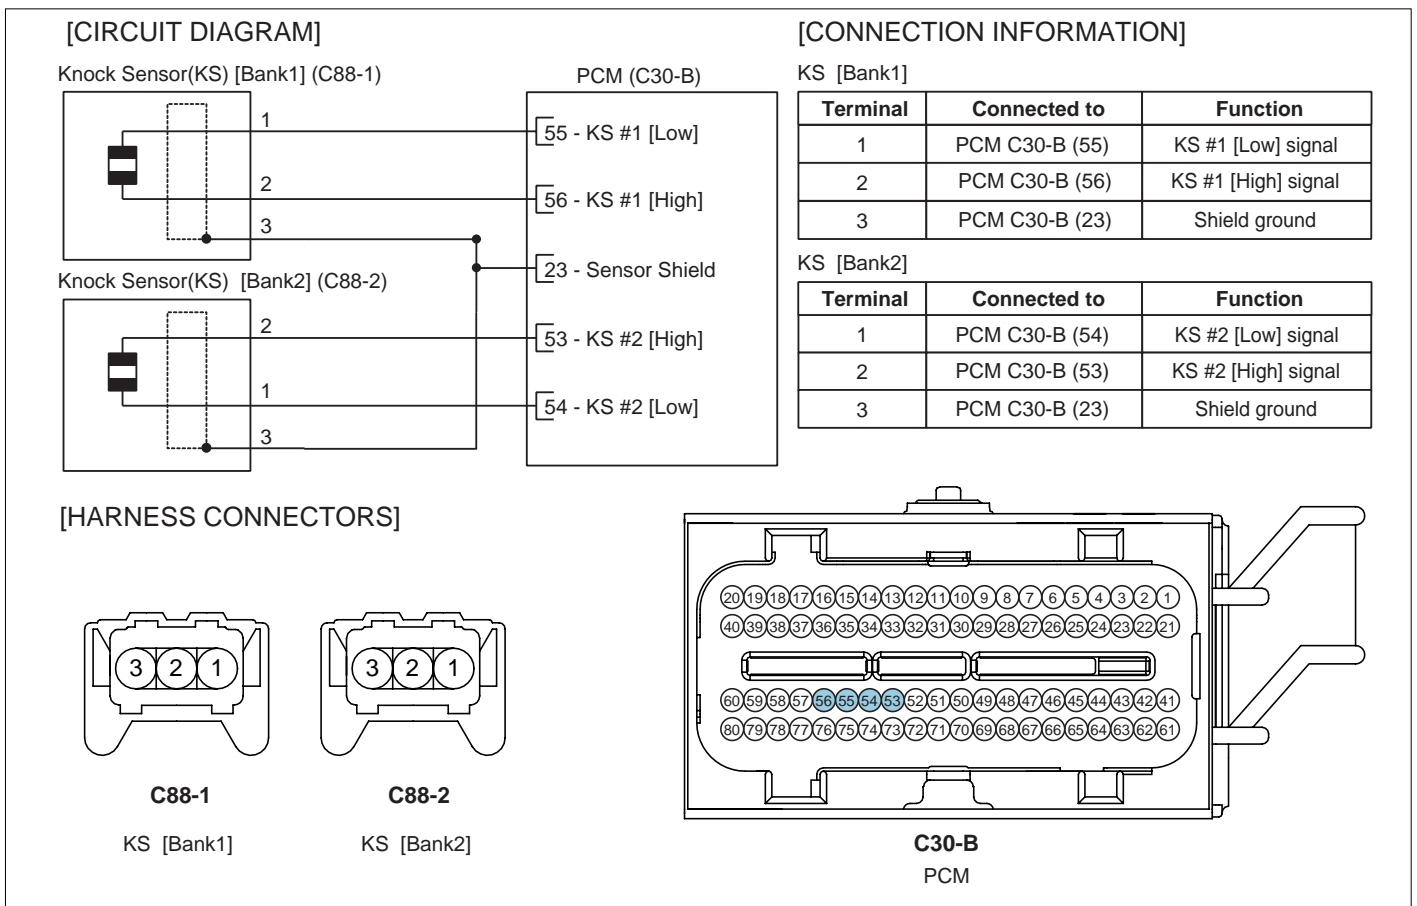 [CIRCUIT DIAGRAM]
Knock Sensor(KS) [Bank1] (C88-1)
PCM (C30-B)
1
55 - KS #1 [Low]
2
56 - KS #1 [High]
3
23 - Sensor Shield
Knock Sensor(KS) [Bank2] (C88-2)
2
53 - KS #2 [High]
1
54 - KS #2 [Low]
3
[CONNECTION INFORMATION]
KS [Bank1]
Terminal Connected to Function
1 PCM C30-B (55) KS #1 [Low] signal
2 PCM C30-B (56) KS #1 [High] signal
3 PCM C30-B (23) Shield ground
KS [Bank2]
Terminal Connected to Function
1 PCM C30-B (54) KS #2 [Low] signal
2 PCM C30-B (53) KS #2 [High] signal
3 PCM C30-B (23) Shield ground
[HARNESS CONNECTORS]
3 2 1
C88-1
KS [Bank1]
3 2 1
C88-2
KS [Bank2]
20 19 18 17 16 15 14 13 12 11 10 9 8 7 6 5 4 3 2 1
40 39 38 37 36 35 34 33 32 31 30 29 28 27 26 25 24 23 22 21
60 59 58 57 56 55 54 53 52 51 50 49 48 47 46 45 44 43 42 41
80 79 78 77 76 75 74 73 72 71 70 69 68 67 66 65 64 63 62 61
C30-B
PCM